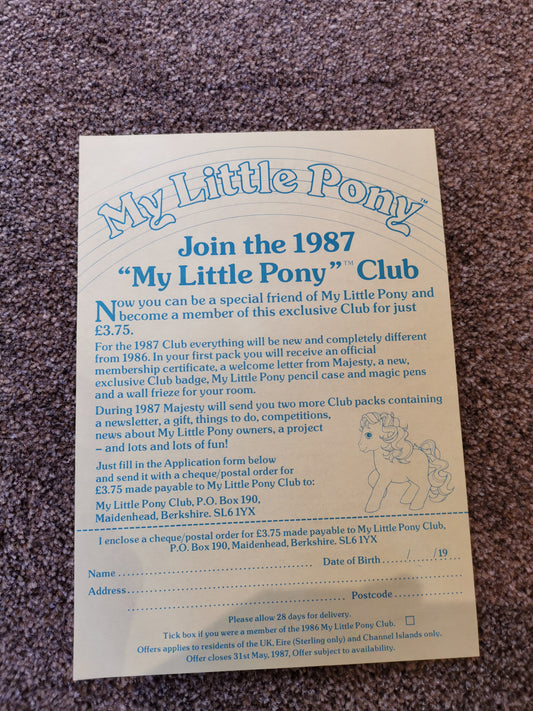 My Little Pony™
Join the 1987
“My Little Pony”™ Club
Now you can be a special friend of My Little Pony and
become a member of this exclusive Club for just
£3.75.
For the 1987 Club everything will be new and completely different
from 1986. In your first pack you will receive an official
membership certificate, a welcome letter from Majesty, a new,
exclusive Club badge, My Little Pony pencil case and magic pens
and a wall frieze for your room.
During 1987 Majesty will send you two more Club packs containing
a newsletter, a gift, things to do, competitions,
news about My Little Pony owners, a project
– and lots and lots of fun!
Just fill in the Application form below
and send it with a cheque/postal order for
£3.75 made payable to My Little Pony Club to:
My Little Pony Club, P.O. Box 190,
Maidenhead, Berkshire. SL6 1YX
I enclose a cheque/postal order for £3.75 made payable to My Little Pony Club,
P.O. Box 190, Maidenhead, Berkshire. SL6 1YX
Name ........................................ Date of Birth ....../....../19 ...
Address ................................................................
........................................ Postcode ....................
Please allow 28 days for delivery.
Tick box if you were a member of the 1986 My Little Pony Club. ☐
Offers applies to residents of the UK, Eire (Sterling only) and Channel Islands only.
Offer closes 31st May, 1987, Offer subject to availability.